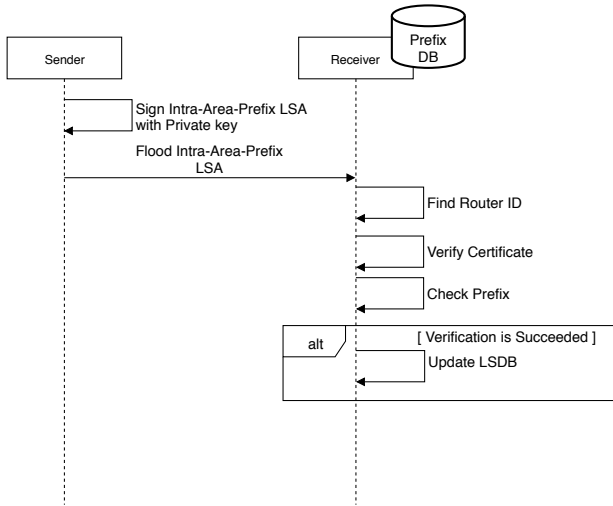 Prefix
DB
Sender
Receiver
Sign Intra-Area-Prefix LSA
with Private key
Flood Intra-Area-Prefix
LSA
Find Router ID
Verify Certificate
Check Prefix
alt
[ Verification is Succeeded ]
Update LSDB